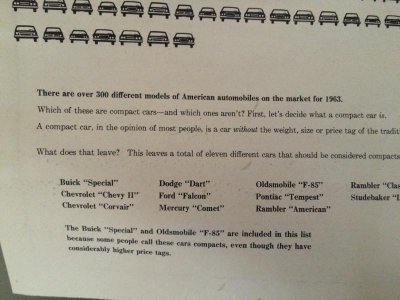 There are over 300 different models of American automobiles on the market for 1963.
Which of these are compact cars—and which ones aren't? First, let's decide what a compact car is.
A compact car, in the opinion of most people, is a car without the weight, size or price tag of the
What does that leave? This leaves a total of eleven different cars that should be considered compacts
Buick "Special" Dodge "Dart" Oldsmobile "F-85" Rambler
Chevrolet "Chevy II" Ford "Falcon" Pontiac "Tempest" Studebaker
Chevrolet "Corvair" Mercury "Comet" Rambler "American"
The Buick "Special" and Oldsmobile "F-85" are included in this list
because some people call these cars compacts, even though they have
considerably higher price tags.